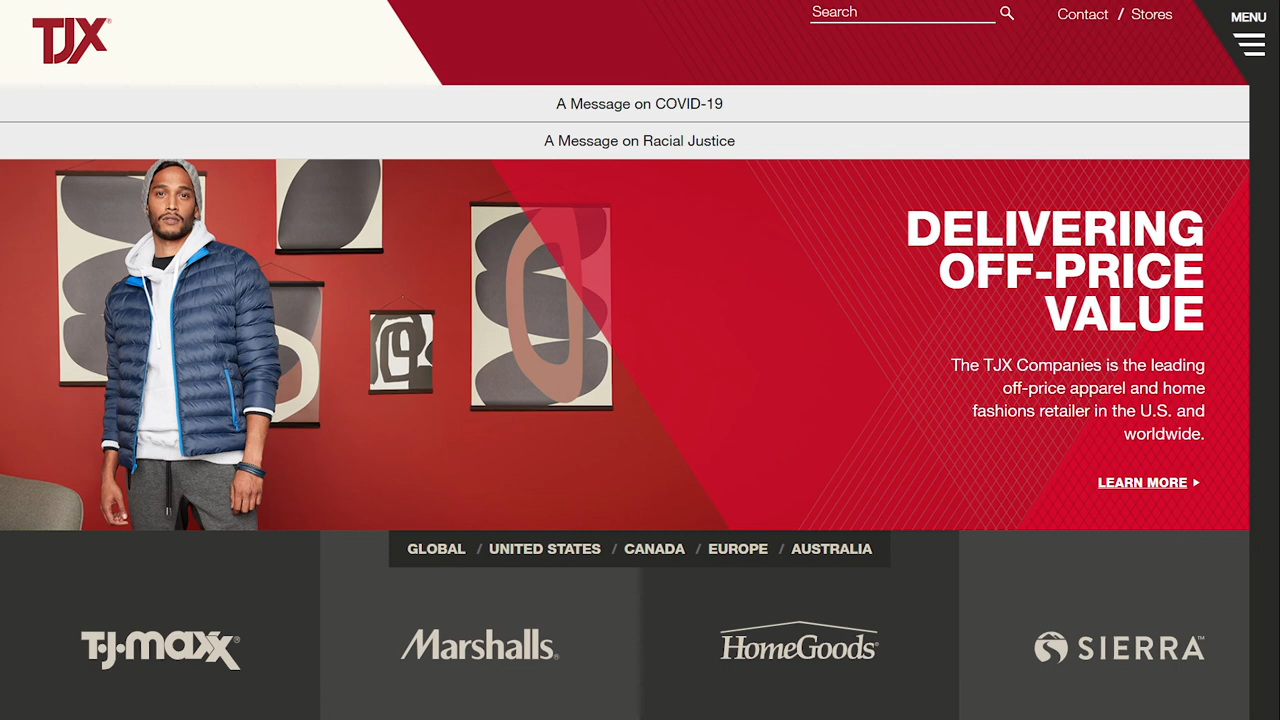 TJX®
Search
Contact / Stores
MENU
A Message on COVID-19
A Message on Racial Justice
DELIVERING
OFF-PRICE
VALUE
The TJX Companies is the leading
off-price apparel and home
fashions retailer in the U.S. and
worldwide.
LEARN MORE
GLOBAL / UNITED STATES / CANADA / EUROPE / AUSTRALIA
T·J·maxx®
Marshalls®
HomeGoods®
SIERRA™